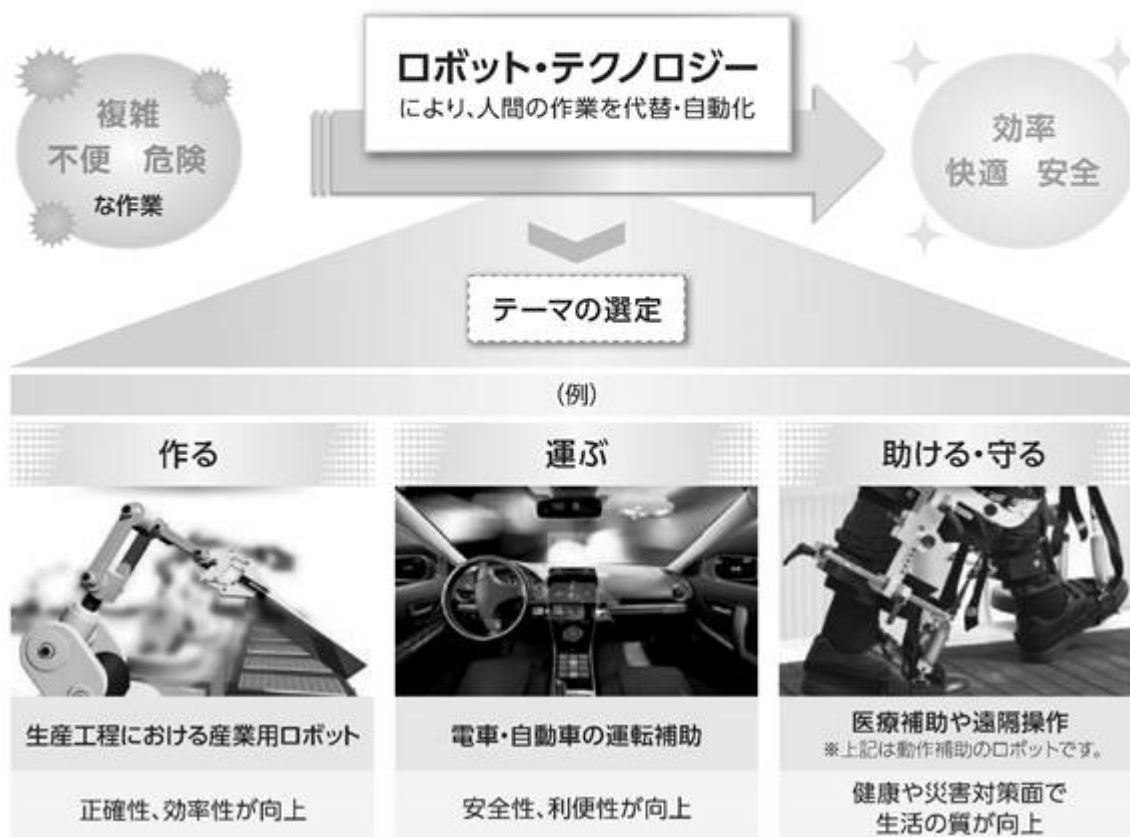 複雑
不便 危険
な作業
ロボット・テクノロジー
により、人間の作業を代替・自動化
効率
快適 安全
テーマの選定
(例)
作る
運ぶ
助ける・守る
生産工程における産業用ロボット
電車・自動車の運転補助
医療補助や遠隔操作
※上記は動作補助のロボットです。
正確性、効率性が向上
安全性、利便性が向上
健康や災害対策面で
生活の質が向上